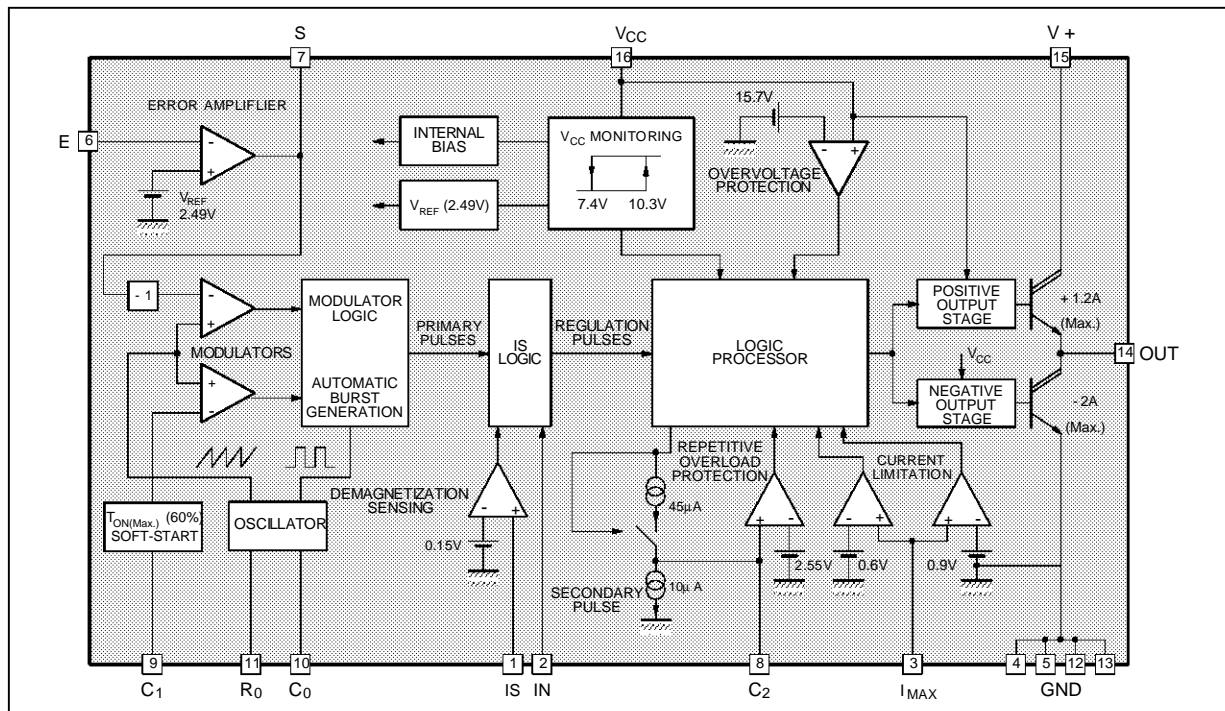 S
7
VCC
16
V +
15
ERROR AMPLIFLIER
E
6
-
+
VREF
2.49V
INTERNAL
BIAS
VREF (2.49V)
VCC MONITORING
7.4V
10.3V
15.7V
-
+
OVERVOLTAGE
PROTECTION
- 1
-
+
MODULATORS
+
-
MODULATOR
LOGIC
AUTOMATIC
BURST
GENERATION
PRIMARY
PULSES
IS
LOGIC
REGULATION
PULSES
LOGIC
PROCESSOR
POSITIVE
OUTPUT
STAGE
+ 1.2A
(Max.)
14
OUT
VCC
NEGATIVE
OUTPUT
STAGE
- 2A
(Max.)
TON(Max.) (60%)
SOFT-START
OSCILLATOR
DEMAGNETIZATION
SENSING
-
+
0.15V
45µA
10µA
SECONDARY
PULSE
REPETITIVE
OVERLOAD
PROTECTION
+
-
2.55V
CURRENT
LIMITATION
-
+
0.6V
+
-
0.9V
9
C1
11
R0
10
C0
1
IS
2
IN
8
C2
3
IMAX
4
5
12
13
GND